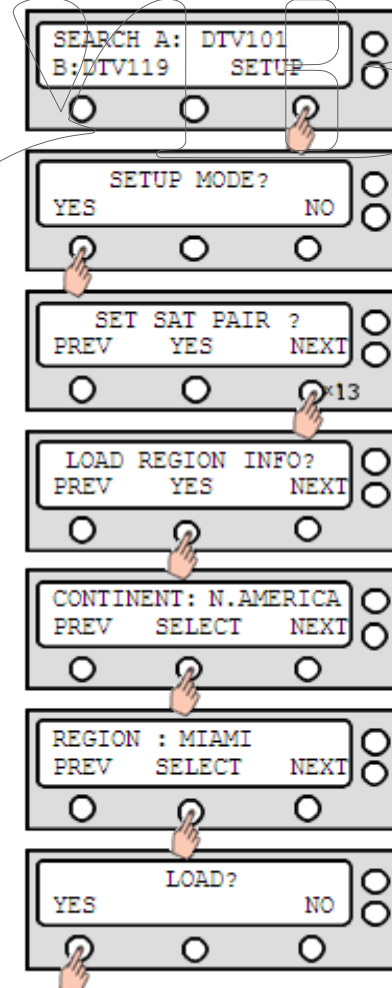 SEARCH A: DTV101
B:DTV119 SETUP
SETUP MODE?
YES NO
SET SAT PAIR ?
PREV YES NEXT
×13
LOAD REGION INFO?
PREV YES NEXT
CONTINENT: N.AMERICA
PREV SELECT NEXT
REGION : MIAMI
PREV SELECT NEXT
LOAD?
YES NO